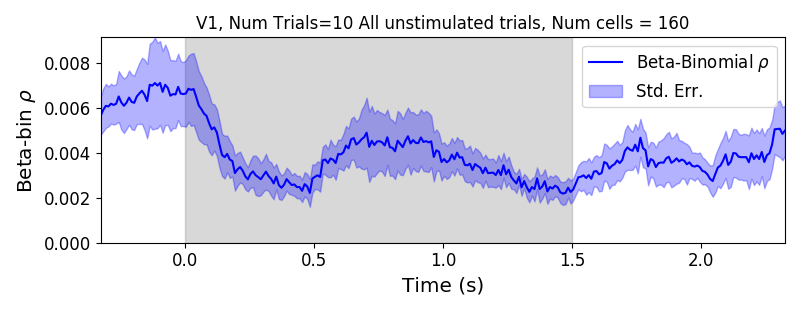 V1, Num Trials=10 All unstimulated trials, Num cells = 160
Beta-Binomial ρ
Std. Err.
Beta-bin ρ
0.008
0.006
0.004
0.002
0.000
0.0
0.5
1.0
1.5
2.0
Time (s)